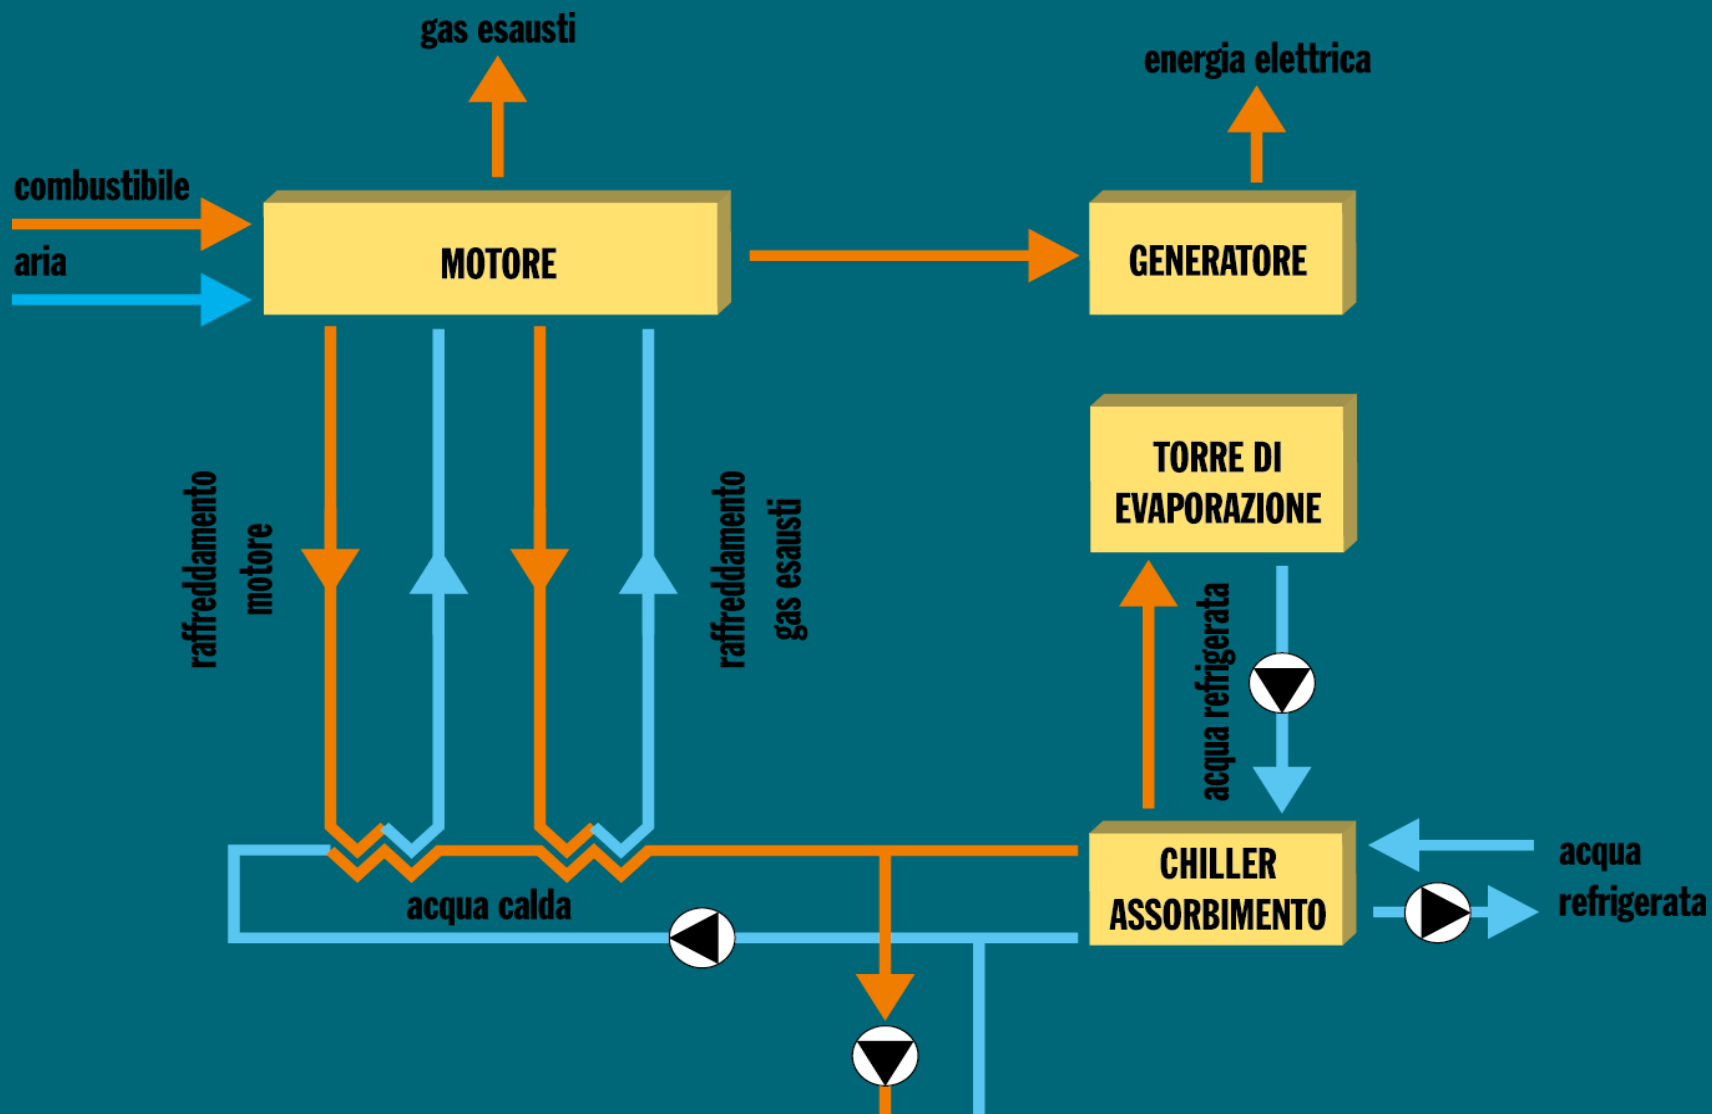 gas esausti
energia elettrica
combustibile
aria
MOTORE
GENERATORE
TORRE DI
EVAPORAZIONE
raffreddamento
motore
raffreddamento
gas esausti
acqua refrigerata
CHILLER
ASSORBIMENTO
acqua
refrigerata
acqua calda